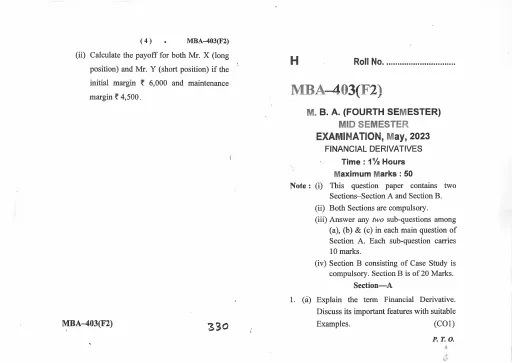 ( 4 ) MBA–403(F2)
(ii) Calculate the payoff for both Mr. X (long
position) and Mr. Y (short position) if the
initial margin ₹ 6,000 and maintenance
margin ₹ 4,500.
MBA–403(F2)
330
H Roll No. ..............................
MBA–403(F2)
M. B. A. (FOURTH SEMESTER)
MID SEMESTER
EXAMINATION, May, 2023
FINANCIAL DERIVATIVES
Time : 1½ Hours
Maximum Marks : 50
Note : (i) This question paper contains two
Sections–Section A and Section B.
(ii) Both Sections are compulsory.
(iii) Answer any two sub-questions among
(a), (b) & (c) in each main question of
Section A. Each sub-question carries
10 marks.
(iv) Section B consisting of Case Study is
compulsory. Section B is of 20 Marks.
Section—A
1. (a) Explain the term Financial Derivative.
Discuss its important features with suitable
Examples. (CO1)
P. T. O.